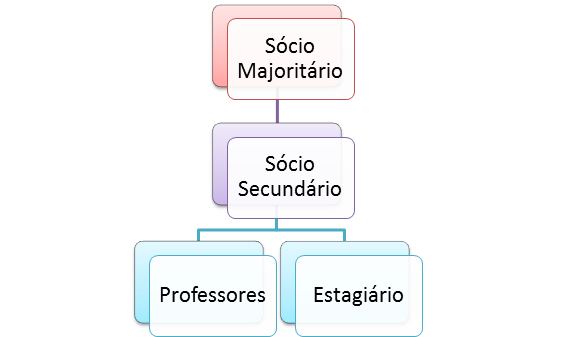 Sócio
Majoritário
Sócio
Secundário
Professores
Estagiário